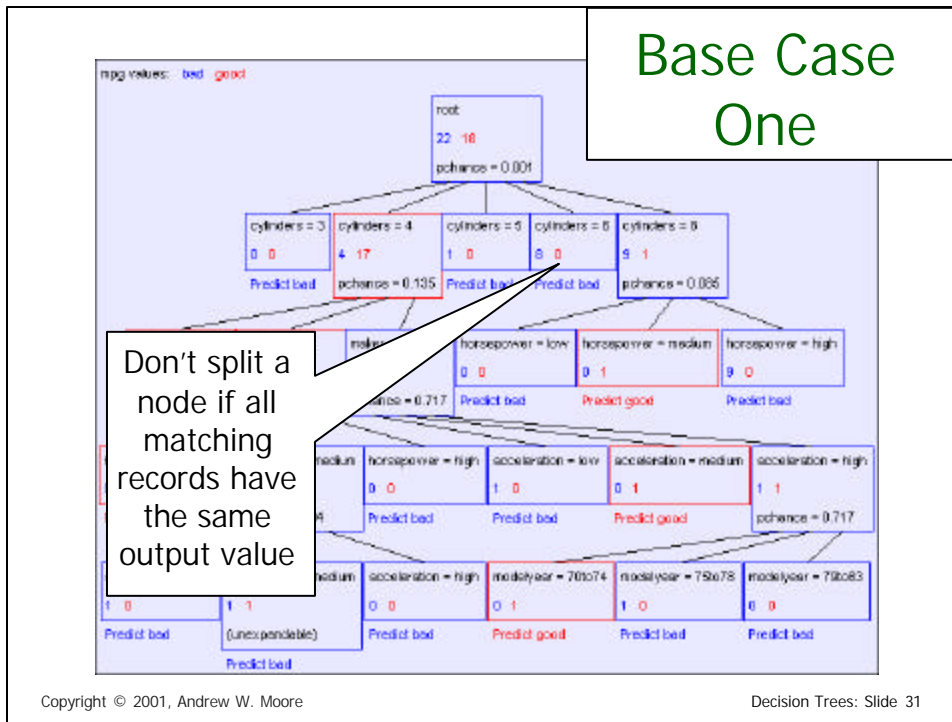 Base Case
One
mpg values: bad good
root
22 18
pchance = 0.001
cylinders = 3
0 0
Predict bad
cylinders = 4
4 17
pchance = 0.135
cylinders = 5
1 0
Predict bad
cylinders = 6
8 0
Predict bad
cylinders = 8
9 1
pchance = 0.085
Don't split a
node if all
matching
records have
the same
output value
horsepower = low
0 0
Predict bad
horsepower = medium
0 1
Predict good
horsepower = high
9 0
Predict bad
= 0.717
horsepower = high
0 0
Predict bad
acceleration = low
1 0
Predict bad
acceleration = medium
0 1
Predict good
acceleration = high
1 1
pchance = 0.717
1 0
Predict bad
1 1
(unexpandable)
Predict bad
acceleration = high
0 0
Predict bad
modelyear = 70to74
0 1
Predict good
modelyear = 75to78
1 0
Predict bad
modelyear = 79to83
0 0
Predict bad
Copyright © 2001, Andrew W. Moore
Decision Trees: Slide 31